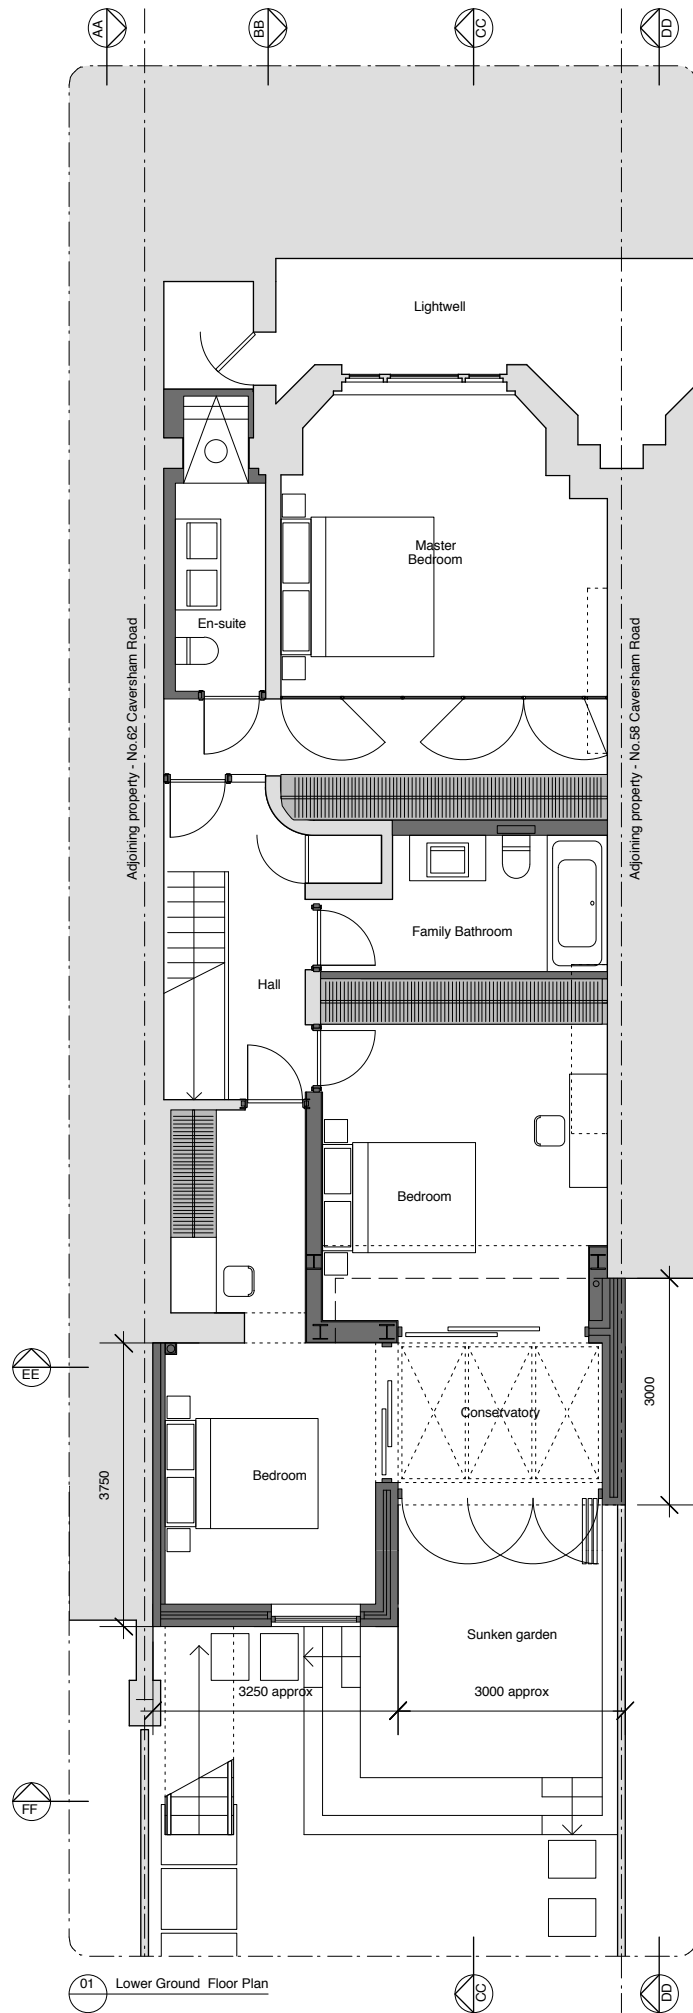 AA
BB
CC
DD
Lightwell
Master
Bedroom
En-suite
Adjoining property - No.62 Caversham Road
Adjoining property - No.58 Caversham Road
Family Bathroom
Hall
Bedroom
EE
3000
Conservatory
3750
Bedroom
Sunken garden
3250 approx
3000 approx
FF
01 Lower Ground Floor Plan
CC
DD